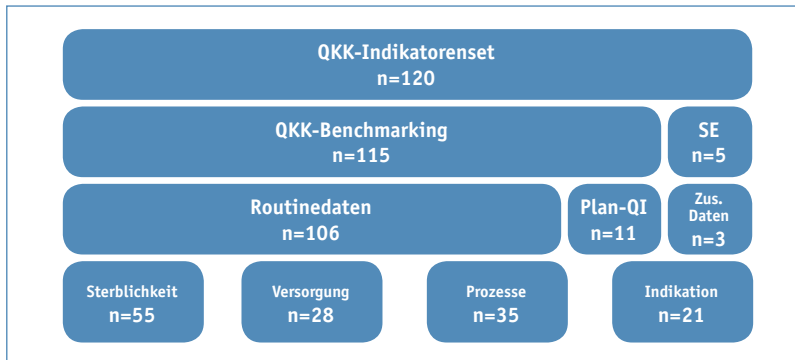 QKK-Indikatorenset
n=120
QKK-Benchmarking
n=115
SE
n=5
Routinedaten
n=106
Plan-QI
n=11
Zus.
Daten
n=3
Sterblichkeit
n=55
Versorgung
n=28
Prozesse
n=35
Indikation
n=21